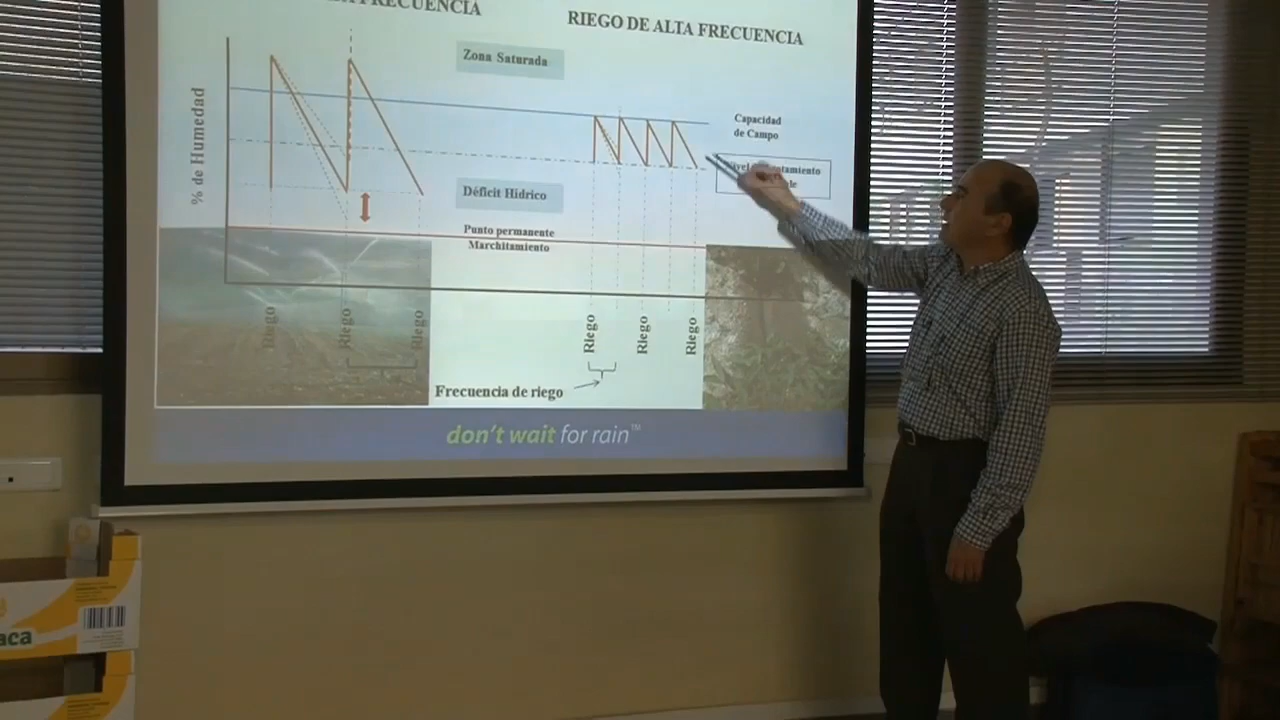 FRECUENCIA
RIEGO DE ALTA FRECUENCIA
Zona Saturada
% de Humedad
Capacidad
de Campo
Déficit Hídrico
Punto permanente
Marchitamiento
Riego
Riego
Riego
Riego
Riego
Riego
Frecuencia de riego
don't wait for rain™
aca